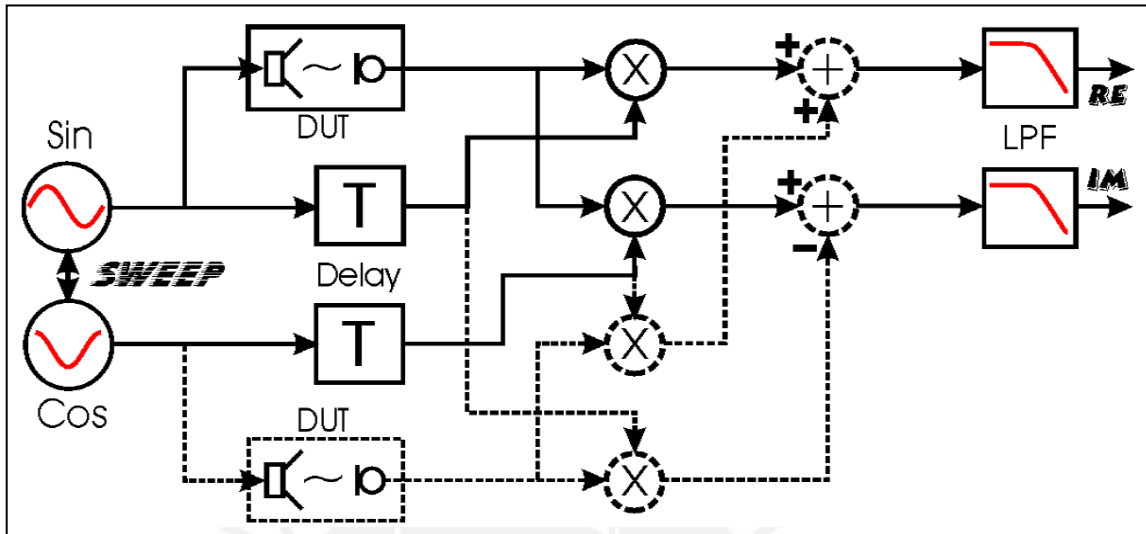 Sin
DUT
X
+
+
+
LPF
RE
T
X
+
+
-
IM
SWEEP
Delay
T
X
Cos
DUT
X